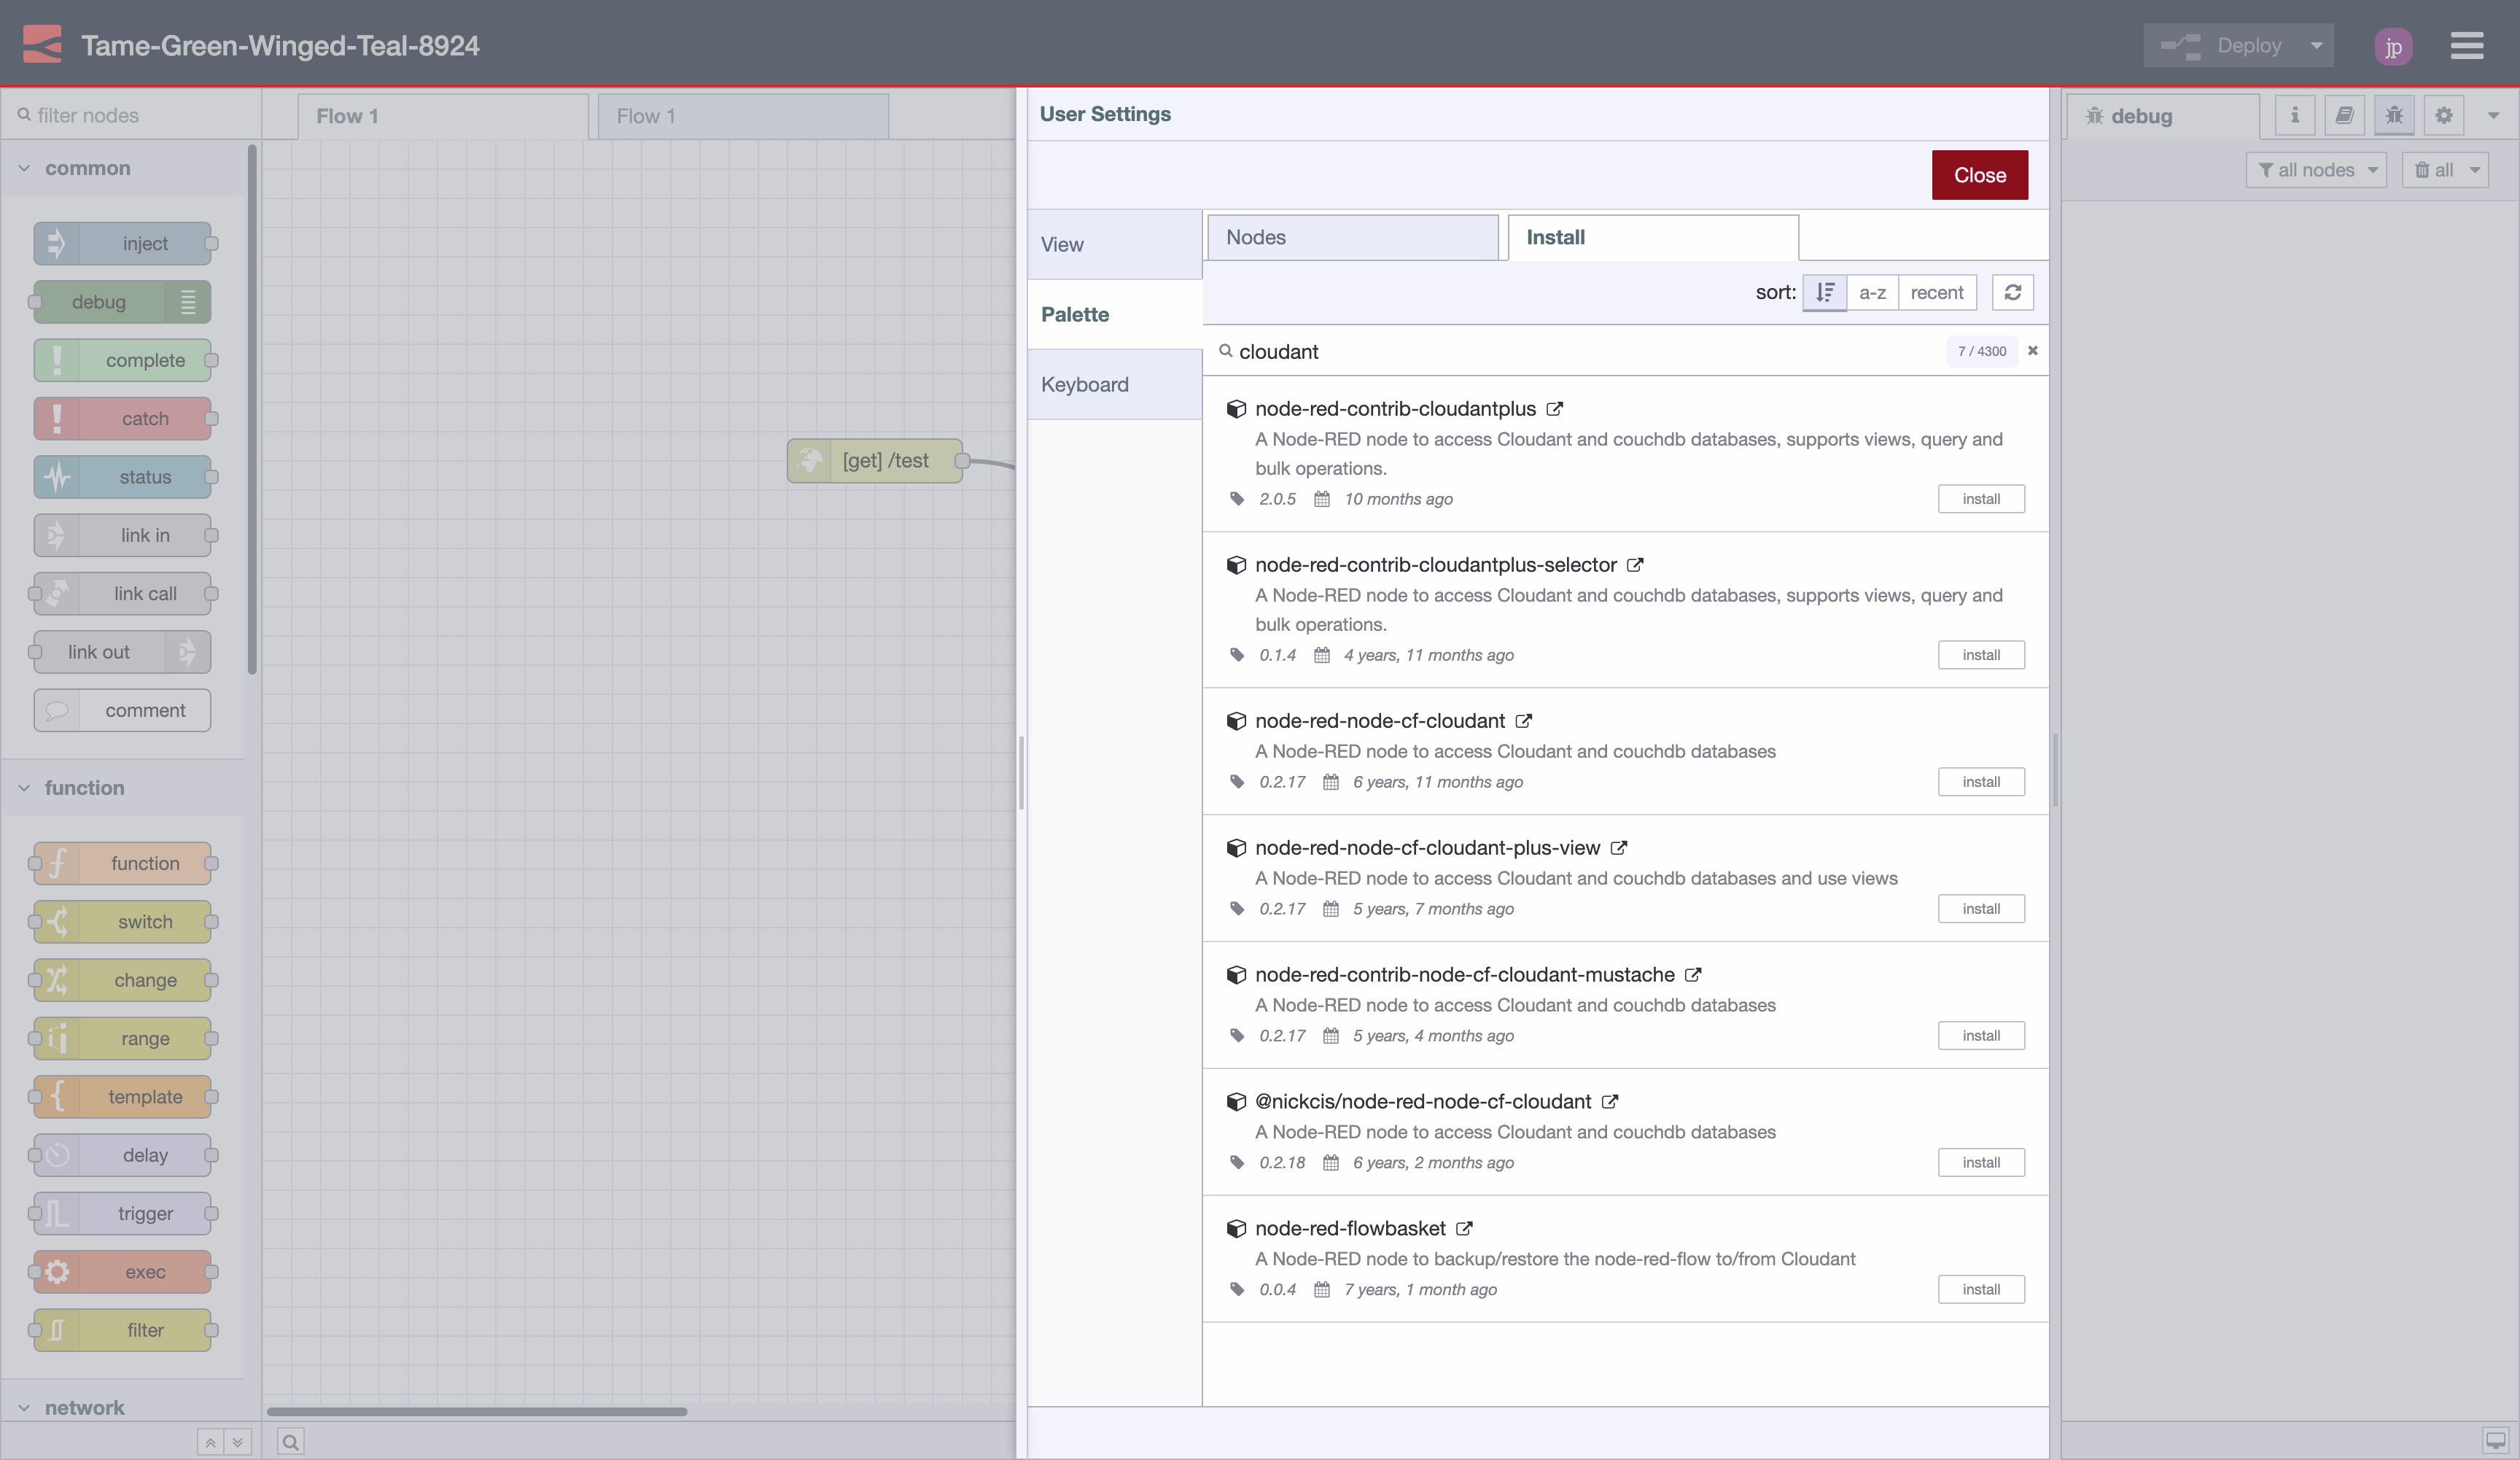 Tame-Green-Winged-Teal-8924
Deploy
jp
filter nodes
common
inject
debug
complete
catch
status
link in
link call
link out
comment
function
function
switch
change
range
template
delay
trigger
exec
filter
network
Flow 1
Flow 1
[get] /test
User Settings
Close
View
Palette
Keyboard
Nodes
Install
sort: a-z recent
cloudant 7 / 4300
node-red-contrib-cloudantplus
A Node-RED node to access Cloudant and couchdb databases, supports views, query and
bulk operations.
2.0.5 10 months ago install
node-red-contrib-cloudantplus-selector
A Node-RED node to access Cloudant and couchdb databases, supports views, query and
bulk operations.
0.1.4 4 years, 11 months ago install
node-red-node-cf-cloudant
A Node-RED node to access Cloudant and couchdb databases
0.2.17 6 years, 11 months ago install
node-red-node-cf-cloudant-plus-view
A Node-RED node to access Cloudant and couchdb databases and use views
0.2.17 5 years, 7 months ago install
node-red-contrib-node-cf-cloudant-mustache
A Node-RED node to access Cloudant and couchdb databases
0.2.17 5 years, 4 months ago install
@nickcis/node-red-node-cf-cloudant
A Node-RED node to access Cloudant and couchdb databases
0.2.18 6 years, 2 months ago install
node-red-flowbasket
A Node-RED node to backup/restore the node-red-flow to/from Cloudant
0.0.4 7 years, 1 month ago install
debug
all nodes
all